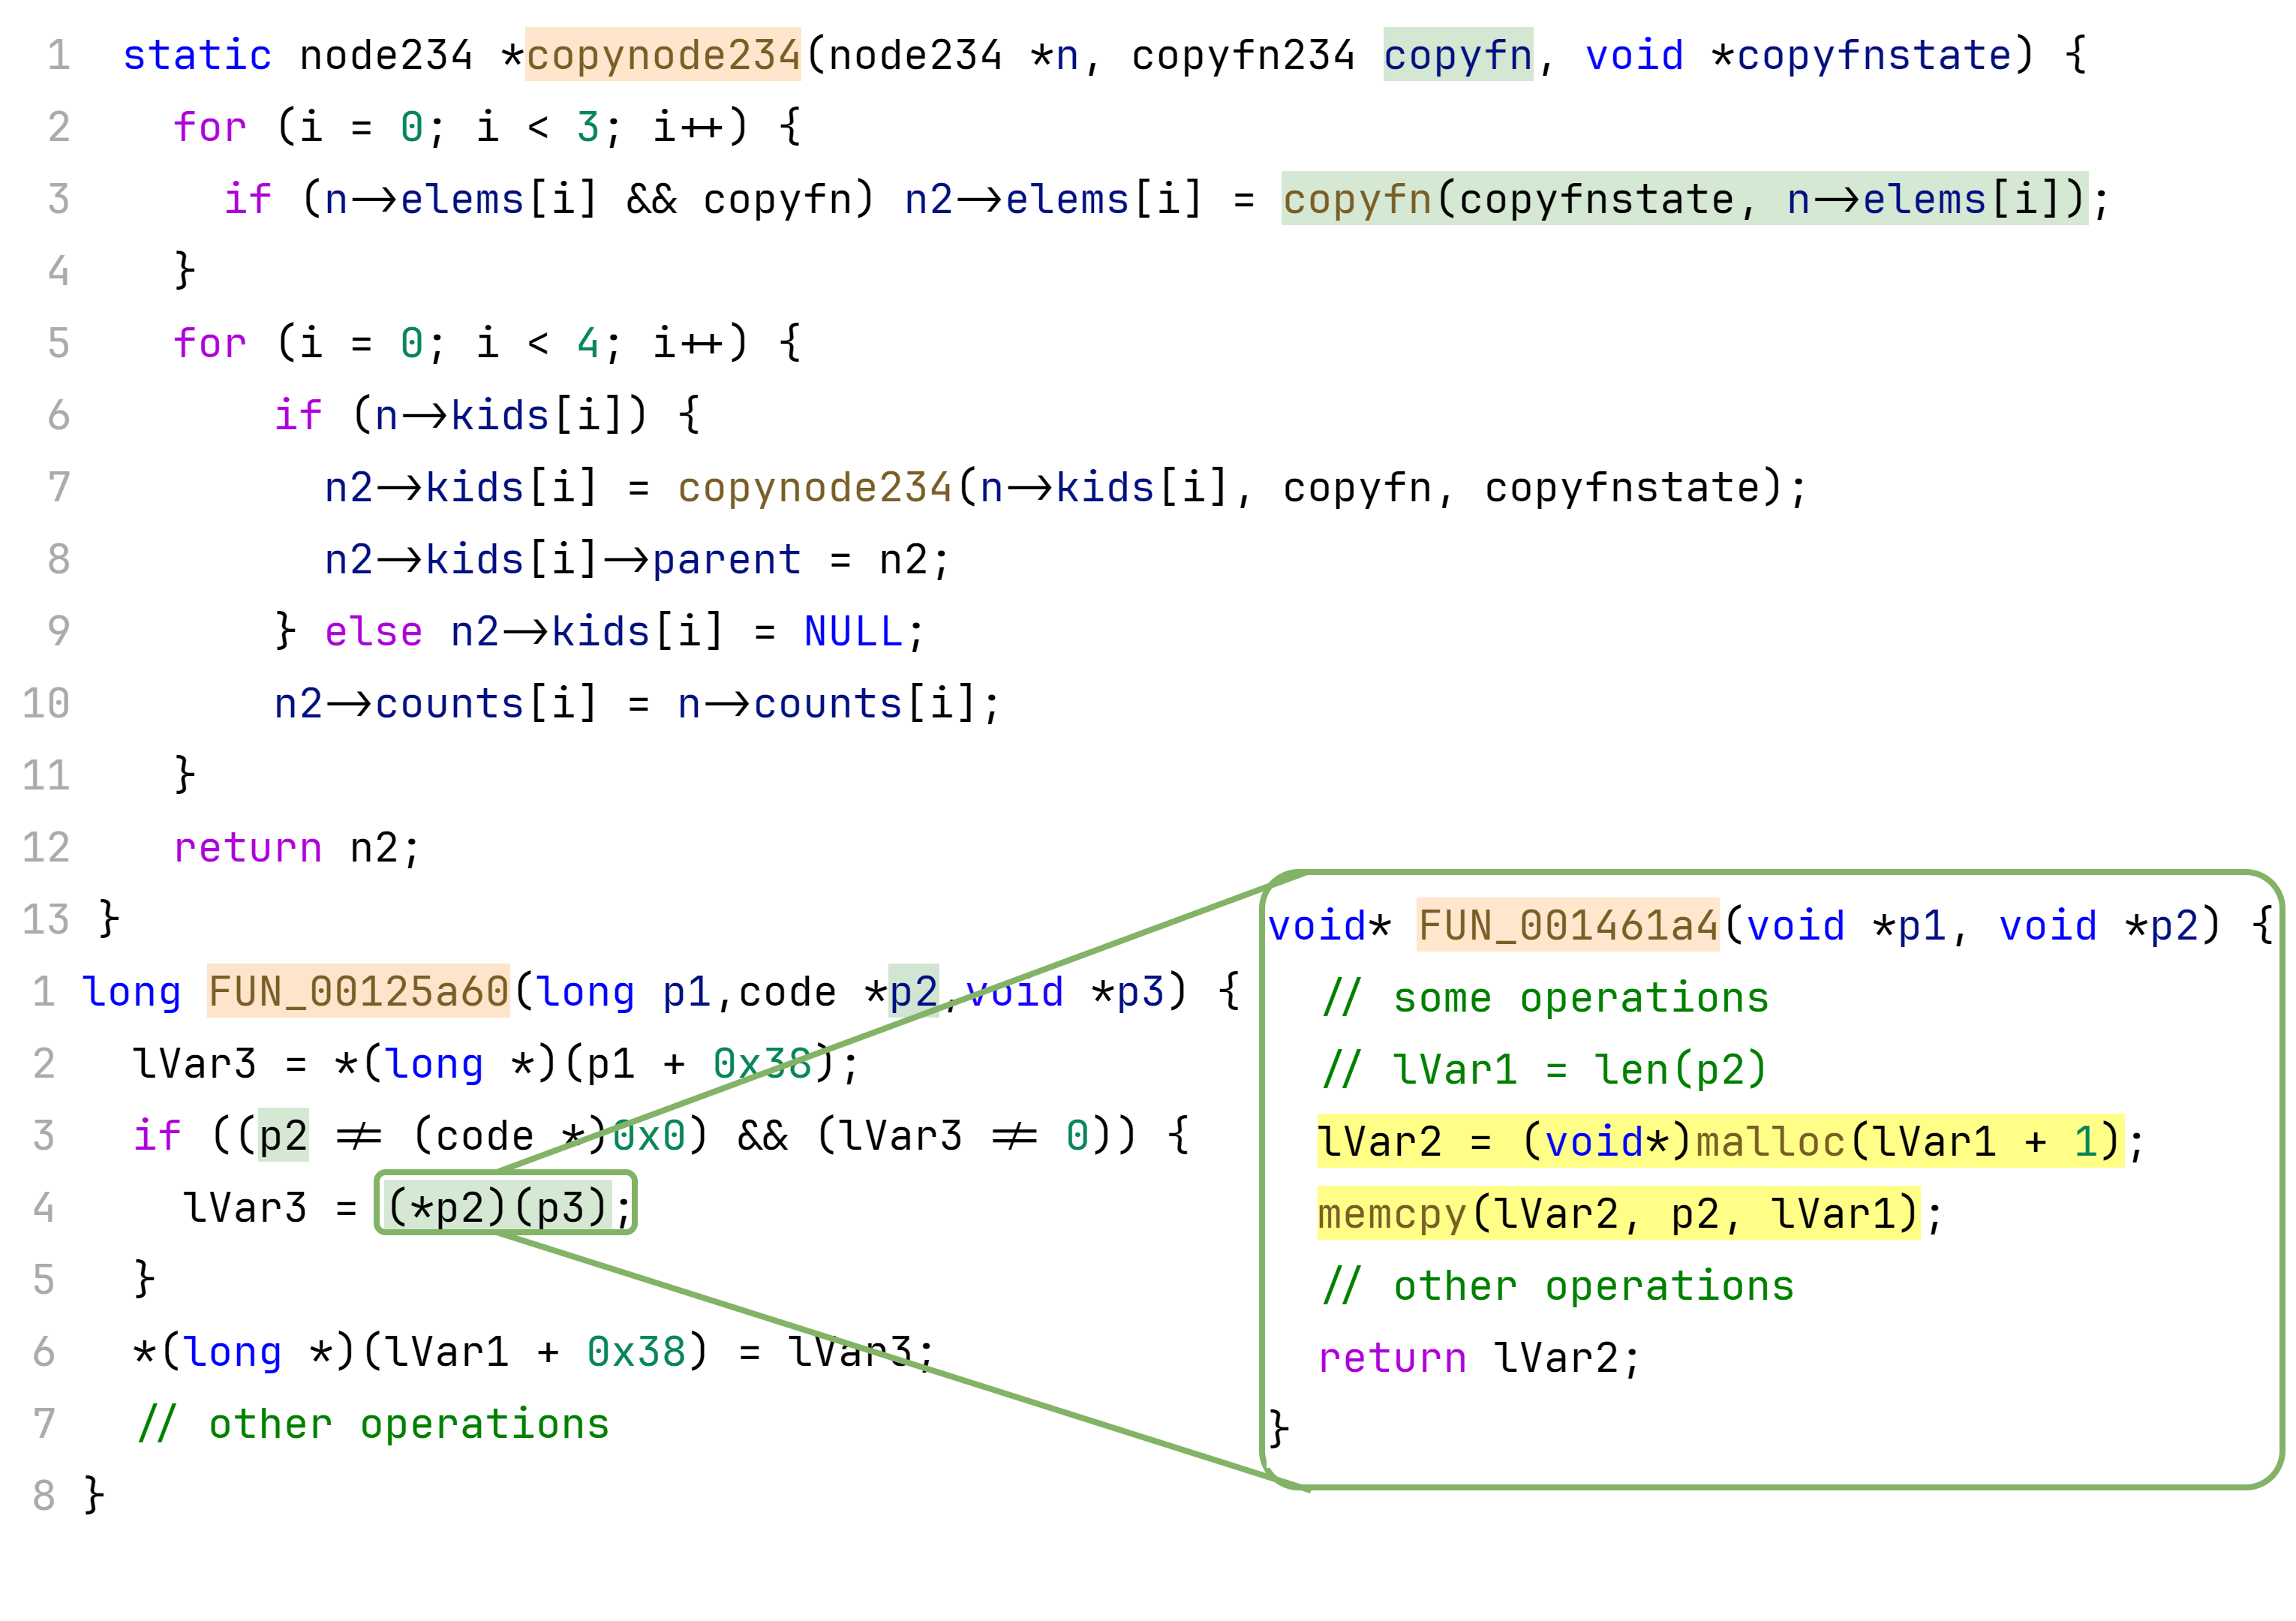 1 static node234 *copynode234(node234 *n, copyfn234 copyfn, void *copyfnstate) {
2 for (i = 0; i < 3; i++) {
3 if (n->elems[i] && copyfn) n2->elems[i] = copyfn(copyfnstate, n->elems[i]);
4 }
5 for (i = 0; i < 4; i++) {
6 if (n->kids[i]) {
7 n2->kids[i] = copynode234(n->kids[i], copyfn, copyfnstate);
8 n2->kids[i]->parent = n2;
9 } else n2->kids[i] = NULL;
10 n2->counts[i] = n->counts[i];
11 }
12 return n2;
13 }
1 long FUN_00125a60(long p1,code *p2,void *p3) {
2 lVar3 = *(long *)(p1 + 0x38);
3 if ((p2 != (code *)0x0) && (lVar3 != 0)) {
4 lVar3 = (*p2)(p3);
5 }
6 *(long *)(lVar1 + 0x38) = lVar3;
7 // other operations
8 }
void* FUN_001461a4(void *p1, void *p2) {
// some operations
// lVar1 = len(p2)
lVar2 = (void*)malloc(lVar1 + 1);
memcpy(lVar2, p2, lVar1);
// other operations
return lVar2;
}